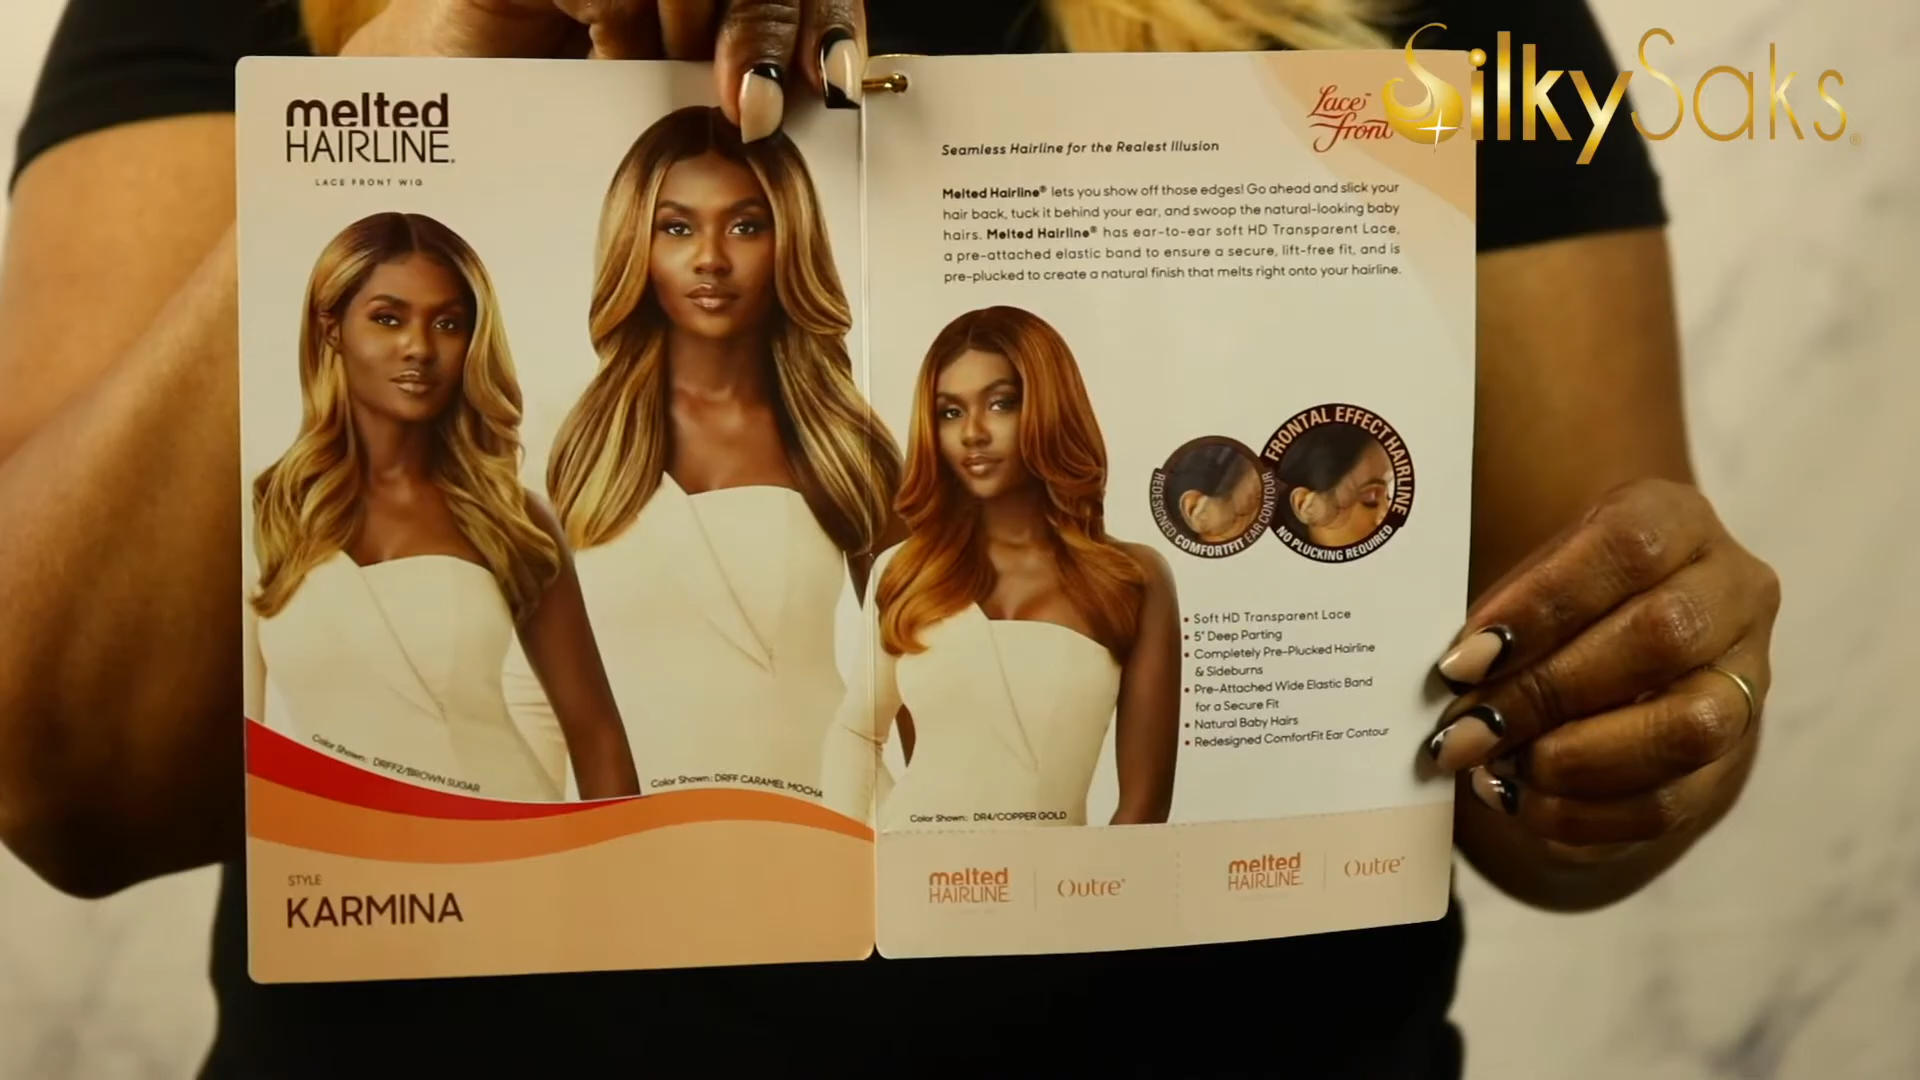 melted
HAIRLINE®
LACE FRONT WIG
Color Shown: DRFF2/BROWN SUGAR
Color Shown: DRFF CARAMEL MOCHA
STYLE
KARMINA
Lace™
Front
SilkySaks®
Seamless Hairline for the Realest Illusion
Melted Hairline® lets you show off those edges! Go ahead and slick your
hair back, tuck it behind your ear, and swoop the natural-looking baby
hairs. Melted Hairline® has ear-to-ear soft HD Transparent Lace,
a pre-attached elastic band to ensure a secure, lift-free fit, and is
pre-plucked to create a natural finish that melts right onto your hairline.
REDESIGNED COMFORTFIT EAR CONTOUR
FRONTAL EFFECT HAIRLINE
NO PLUCKING REQUIRED
• Soft HD Transparent Lace
• 5" Deep Parting
• Completely Pre-Plucked Hairline
& Sideburns
• Pre-Attached Wide Elastic Band
for a Secure Fit
• Natural Baby Hairs
• Redesigned ComfortFit Ear Contour
Color Shown: DR4/COPPER GOLD
melted
HAIRLINE
Outre®
melted
HAIRLINE
Outre®